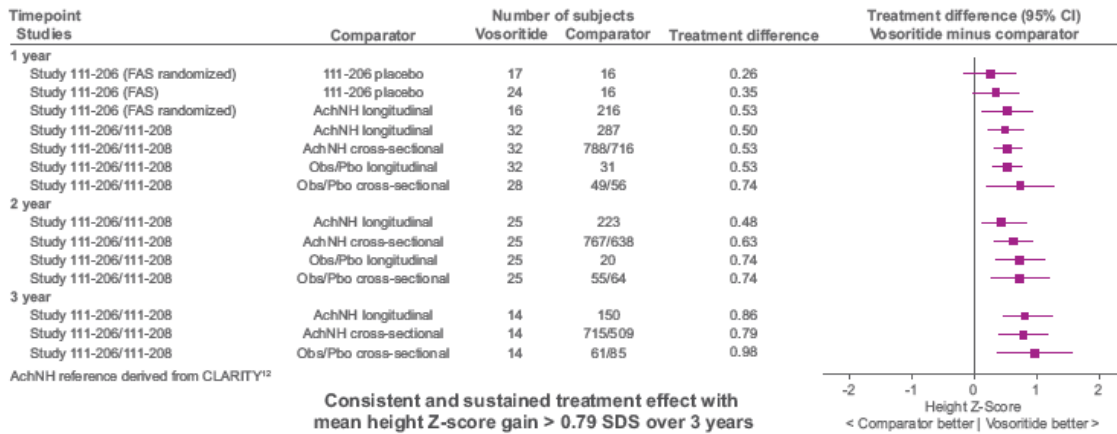 Timepoint Number of subjects Treatment difference (95% CI)
Studies Comparator Vosoritide Comparator Treatment difference Vosoritide minus comparator
1 year
Study 111-206 (FAS randomized) 111-206 placebo 17 16 0.26
Study 111-206 (FAS) 111-206 placebo 24 16 0.35
Study 111-206 (FAS randomized) AchNH longitudinal 16 216 0.53
Study 111-206/111-208 AchNH longitudinal 32 287 0.50
Study 111-206/111-208 AchNH cross-sectional 32 788/716 0.53
Study 111-206/111-208 Obs/Pbo longitudinal 32 31 0.53
Study 111-206/111-208 Obs/Pbo cross-sectional 28 49/56 0.74
2 year
Study 111-206/111-208 AchNH longitudinal 25 223 0.48
Study 111-206/111-208 AchNH cross-sectional 25 767/638 0.63
Study 111-206/111-208 Obs/Pbo longitudinal 25 20 0.74
Study 111-206/111-208 Obs/Pbo cross-sectional 25 55/64 0.74
3 year
Study 111-206/111-208 AchNH longitudinal 14 150 0.86
Study 111-206/111-208 AchNH cross-sectional 14 715/509 0.79
Study 111-206/111-208 Obs/Pbo cross-sectional 14 61/85 0.98
AchNH reference derived from CLARITY¹²
-2 -1 0 1 2
Height Z-Score
< Comparator better | Vosoritide better >
Consistent and sustained treatment effect with
mean height Z-score gain > 0.79 SDS over 3 years